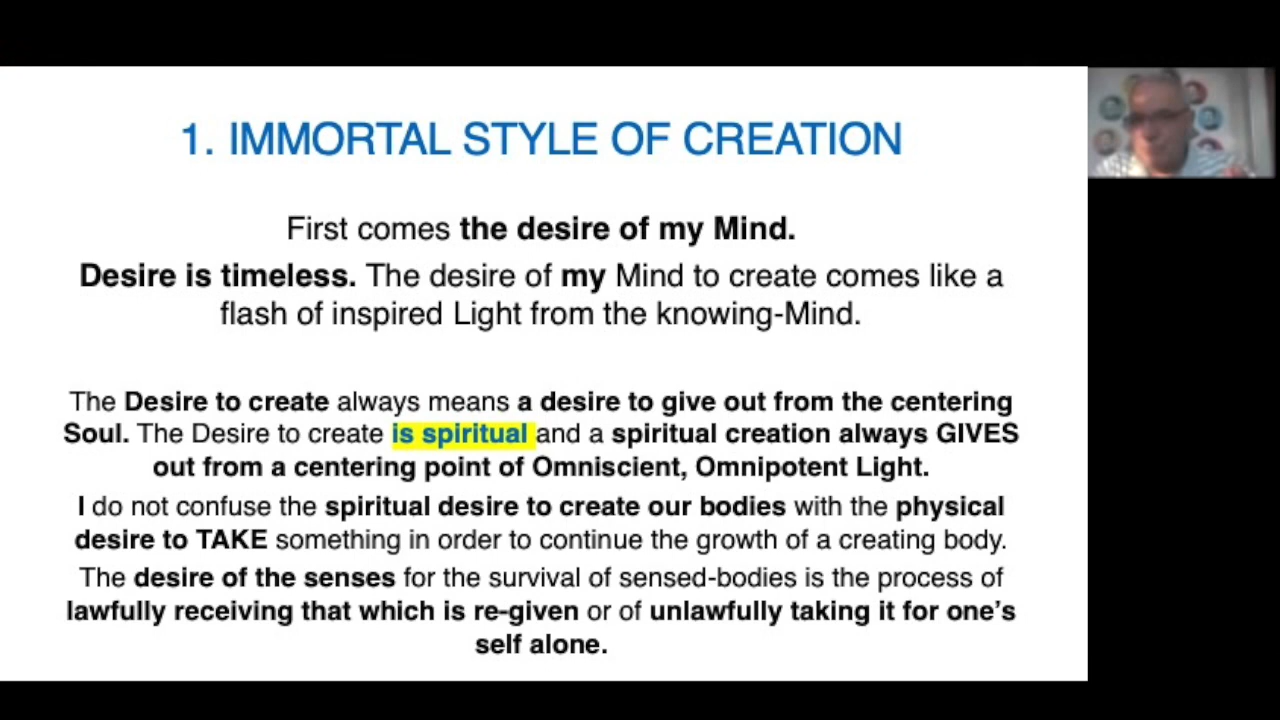 1. IMMORTAL STYLE OF CREATION
First comes the desire of my Mind.
Desire is timeless. The desire of my Mind to create comes like a
flash of inspired Light from the knowing-Mind.
The Desire to create always means a desire to give out from the centering
Soul. The Desire to create is spiritual and a spiritual creation always GIVES
out from a centering point of Omniscient, Omnipotent Light.
I do not confuse the spiritual desire to create our bodies with the physical
desire to TAKE something in order to continue the growth of a creating body.
The desire of the senses for the survival of sensed-bodies is the process of
lawfully receiving that which is re-given or of unlawfully taking it for one's
self alone.